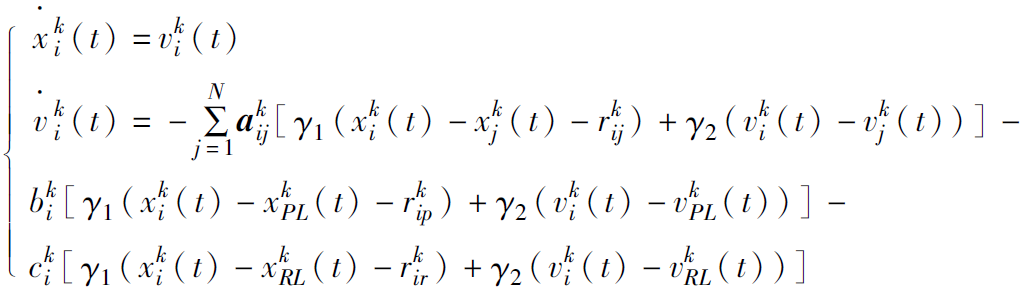 ẋ_i^k(t) = v_i^k(t)
v̇_i^k(t) = -∑_{j=1}^{N} a_{ij}^k[γ_1(x_i^k(t) - x_j^k(t) - r_{ij}^k) + γ_2(v_i^k(t) - v_j^k(t))] -
b_i^k[γ_1(x_i^k(t) - x_{PL}^k(t) - r_{ip}^k) + γ_2(v_i^k(t) - v_{PL}^k(t))] -
c_i^k[γ_1(x_i^k(t) - x_{RL}^k(t) - r_{ir}^k) + γ_2(v_i^k(t) - v_{RL}^k(t))]